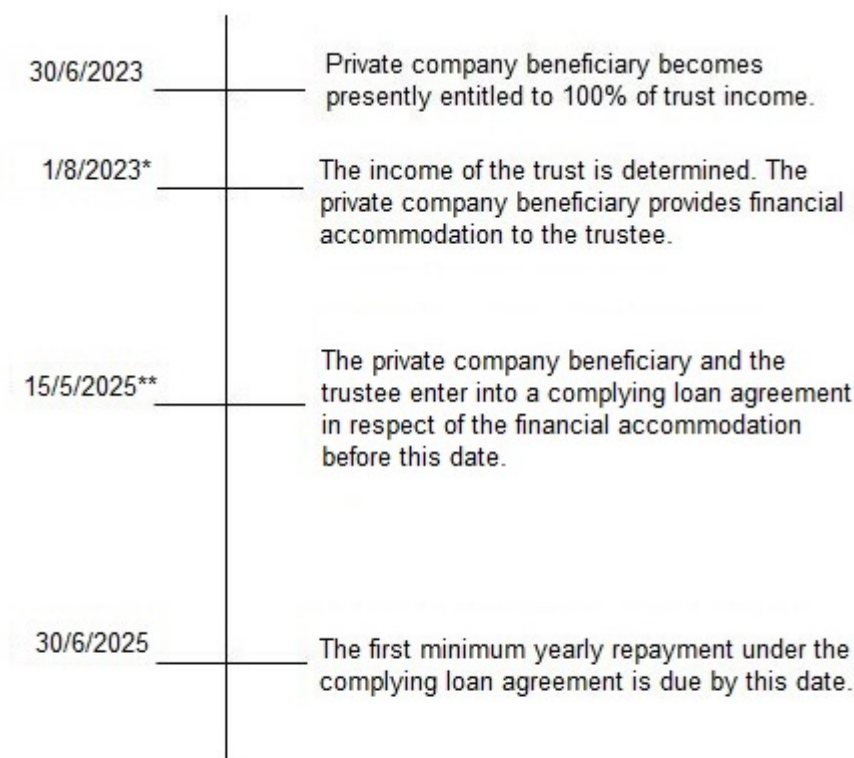 30/6/2023
Private company beneficiary becomes
presently entitled to 100% of trust income.
1/8/2023*
The income of the trust is determined. The
private company beneficiary provides financial
accommodation to the trustee.
15/5/2025**
The private company beneficiary and the
trustee enter into a complying loan agreement
in respect of the financial accommodation
before this date.
30/6/2025
The first minimum yearly repayment under the
complying loan agreement is due by this date.